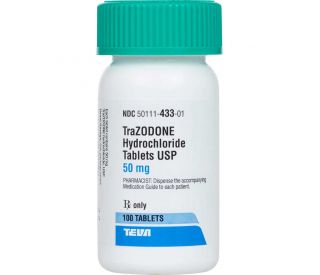 NDC 50111-433-01
TraZODONE
Hydrochloride
Tablets USP
50 mg
PHARMACIST: Dispense the accompanying
Medication Guide to each patient.
Rx only
100 TABLETS
TEVA